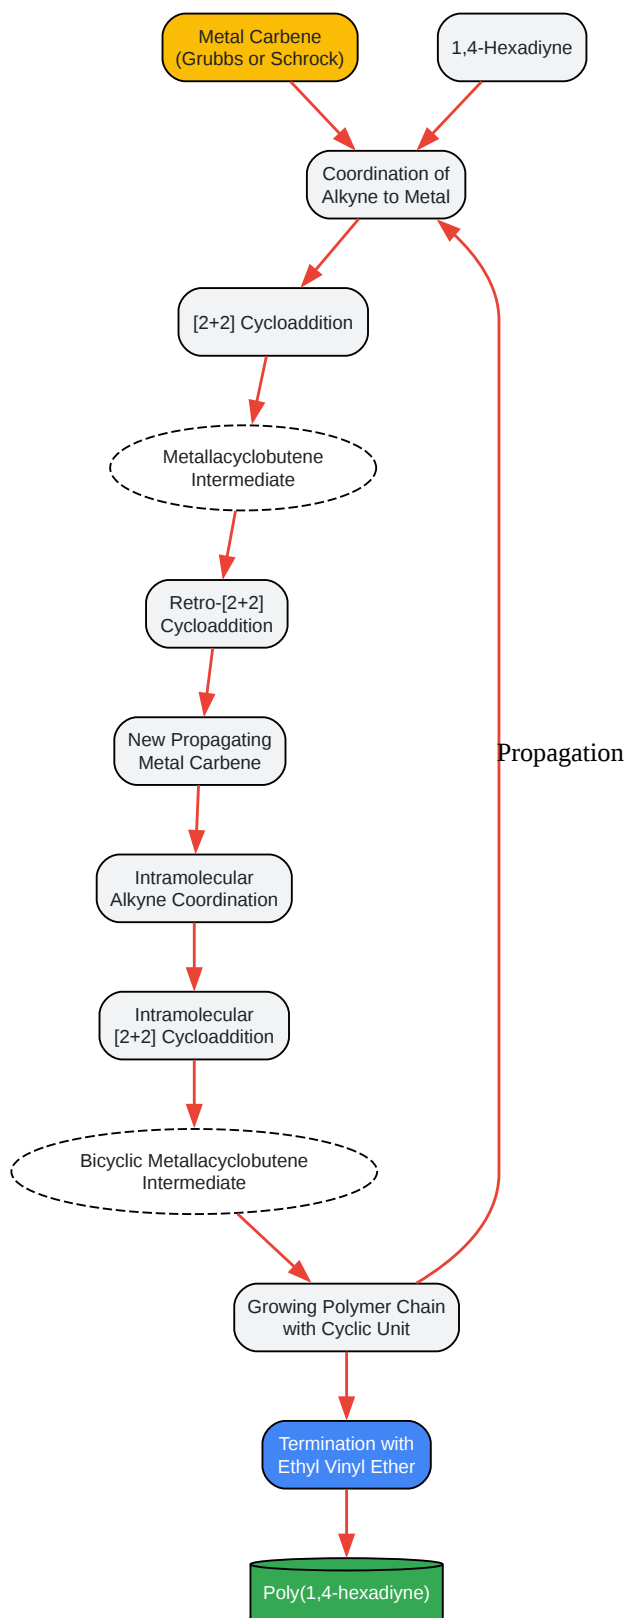 Metal Carbene
(Grubbs or Schrock)
1,4-Hexadiyne
Coordination of
Alkyne to Metal
[2+2] Cycloaddition
Metallacyclobutene
Intermediate
Retro-[2+2]
Cycloaddition
New Propagating
Metal Carbene
Propagation
Intramolecular
Alkyne Coordination
Intramolecular
[2+2] Cycloaddition
Bicyclic Metallacyclobutene
Intermediate
Growing Polymer Chain
with Cyclic Unit
Termination with
Ethyl Vinyl Ether
Poly(1,4-hexadiyne)